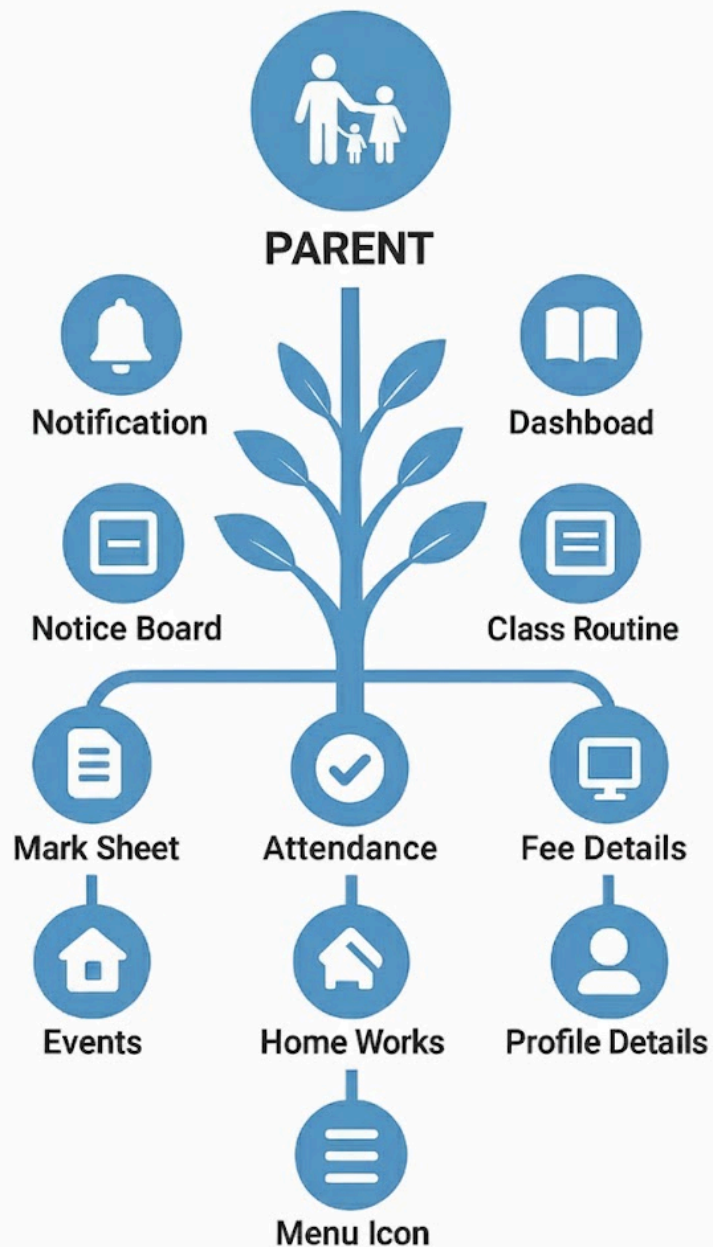 PARENT
Notification
Dashboad
Notice Board
Class Routine
Mark Sheet
Attendance
Fee Details
Events
Home Works
Profile Details
Menu Icon